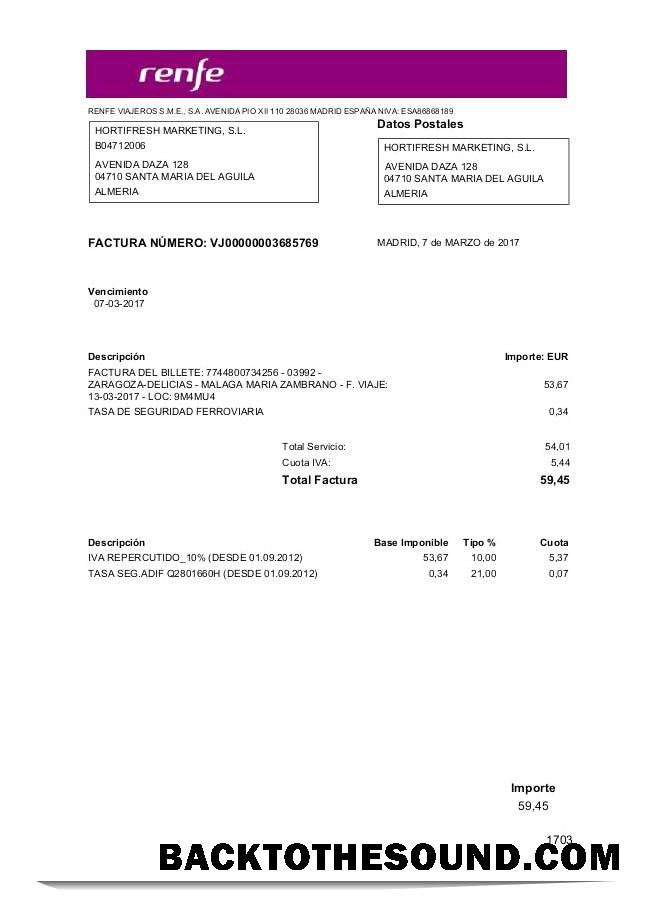 renfe
RENFE VIAJEROS S.M.E., S.A. AVENIDA PIO XII 110 28036 MADRID ESPAÑA NIVA: ESA86868189
HORTIFRESH MARKETING, S.L.
B04712006
AVENIDA DAZA 128
04710 SANTA MARIA DEL AGUILA
ALMERIA
Datos Postales
HORTIFRESH MARKETING, S.L.
AVENIDA DAZA 128
04710 SANTA MARIA DEL AGUILA
ALMERIA
FACTURA NÚMERO: VJ00000003685769
MADRID, 7 de MARZO de 2017
Vencimiento
07-03-2017
Descripción Importe: EUR
FACTURA DEL BILLETE: 7744800734256 - 03992 -
ZARAGOZA-DELICIAS - MALAGA MARIA ZAMBRANO - F. VIAJE: 53,67
13-03-2017 - LOC: 9M4MU4
TASA DE SEGURIDAD FERROVIARIA 0,34
Total Servicio: 54,01
Cuota IVA: 5,44
Total Factura 59,45
Descripción Base Imponible Tipo % Cuota
IVA REPERCUTIDO_10% (DESDE 01.09.2012) 53,67 10,00 5,37
TASA SEG.ADIF Q2801660H (DESDE 01.09.2012) 0,34 21,00 0,07
Importe
59,45
1703
BACKTOTHESOUND.COM